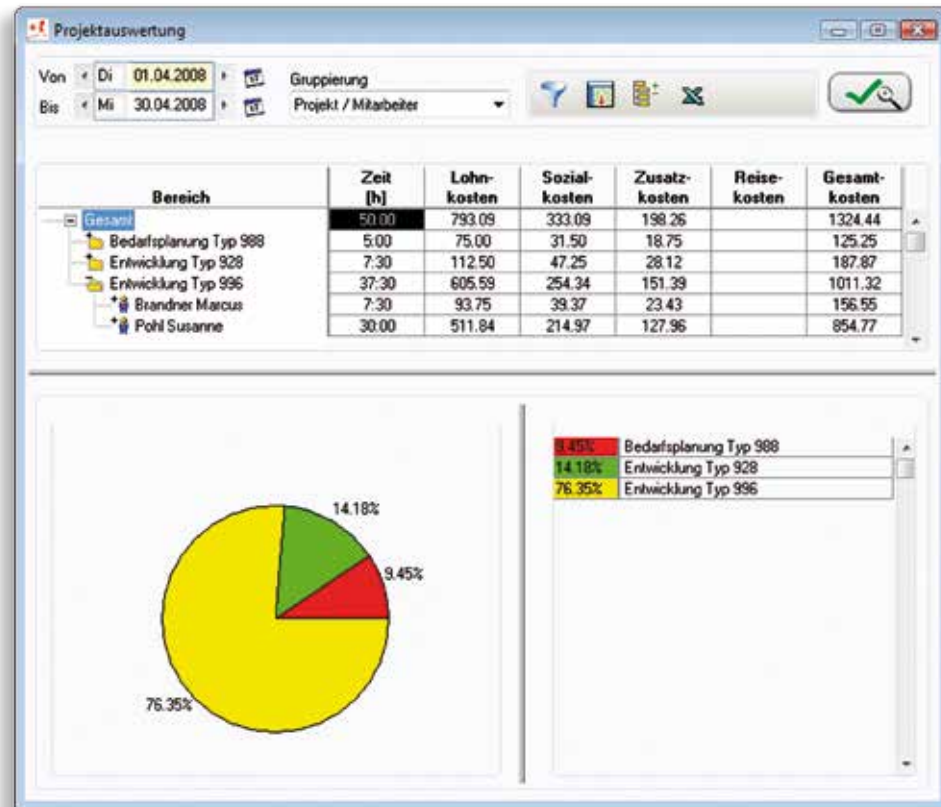 Projektauswertung
Von Di 01.04.2008
Bis Mi 30.04.2008
Gruppierung
Projekt / Mitarbeiter
Bereich Zeit [h] Lohn-kosten Sozial-kosten Zusatz-kosten Reise-kosten Gesamt-kosten
Gesamt 50:00 793.09 333.09 198.26 1324.44
Bedarfsplanung Typ 988 5:00 75.00 31.50 18.75 125.25
Entwicklung Typ 928 7:30 112.50 47.25 28.12 187.87
Entwicklung Typ 996 37:30 605.59 254.34 151.39 1011.32
Brandner Marcus 7:30 93.75 39.37 23.43 156.55
Pohl Susanne 30:00 511.84 214.97 127.96 854.77
14.18%
9.45%
76.35%
9.45% Bedarfsplanung Typ 988
14.18% Entwicklung Typ 928
76.35% Entwicklung Typ 996